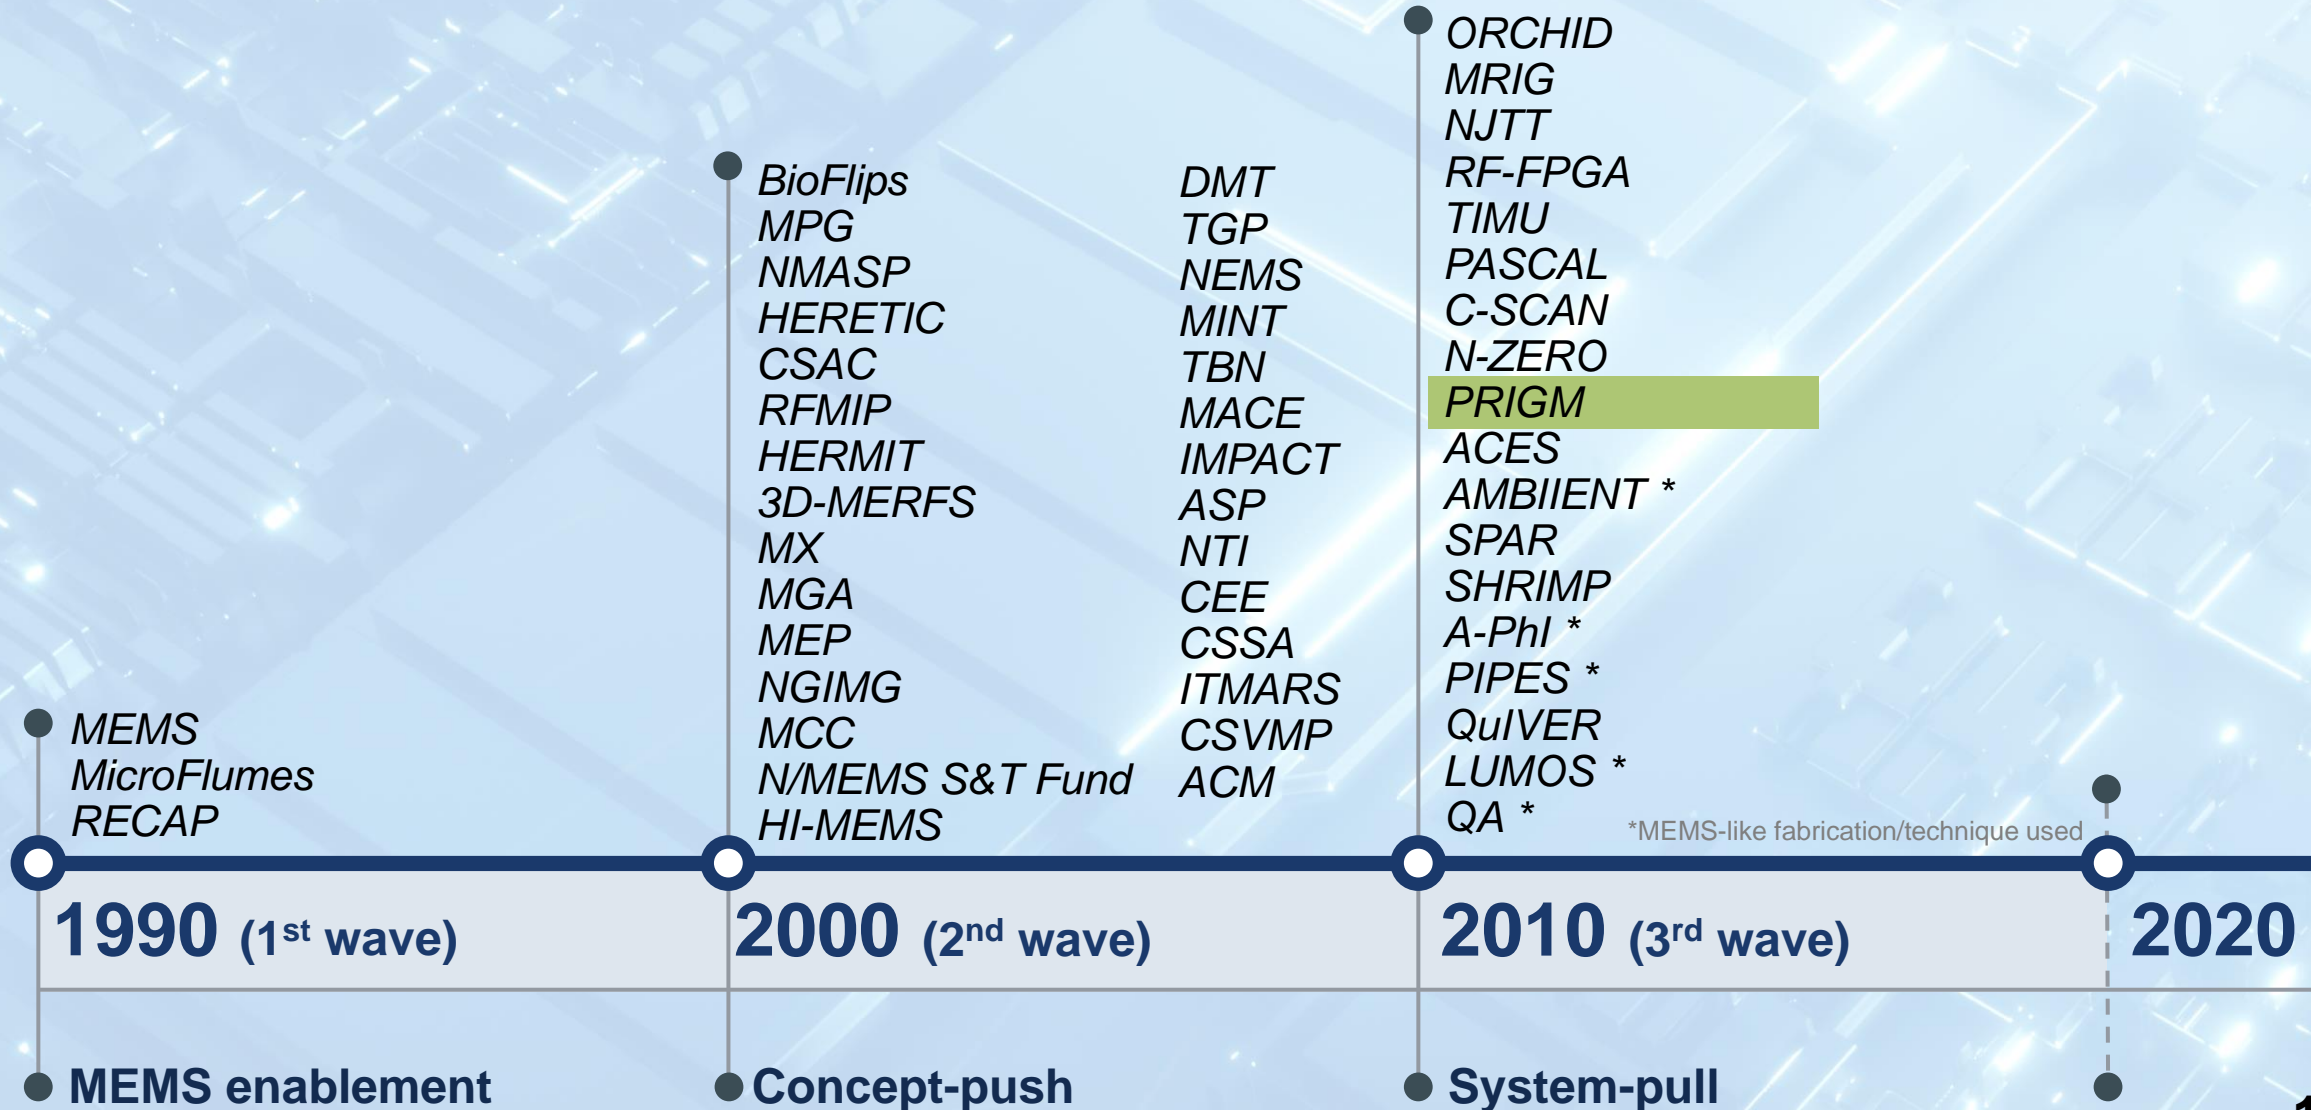 MEMS
MicroFlumes
RECAP
BioFlips
MPG
NMASP
HERETIC
CSAC
RFMIP
HERMIT
3D-MERFS
MX
MGA
MEP
NGIMG
MCC
N/MEMS S&T Fund
HI-MEMS
DMT
TGP
NEMS
MINT
TBN
MACE
IMPACT
ASP
NTI
CEE
CSSA
ITMARS
CSVMP
ACM
ORCHID
MRIG
NJTT
RF-FPGA
TIMU
PASCAL
C-SCAN
N-ZERO
PRIGM
ACES
AMBIIENT *
SPAR
SHRIMP
A-PhI *
PIPES *
QuIVER
LUMOS *
QA *
*MEMS-like fabrication/technique used
1990 (1st wave)
2000 (2nd wave)
2010 (3rd wave)
2020
MEMS enablement
Concept-push
System-pull